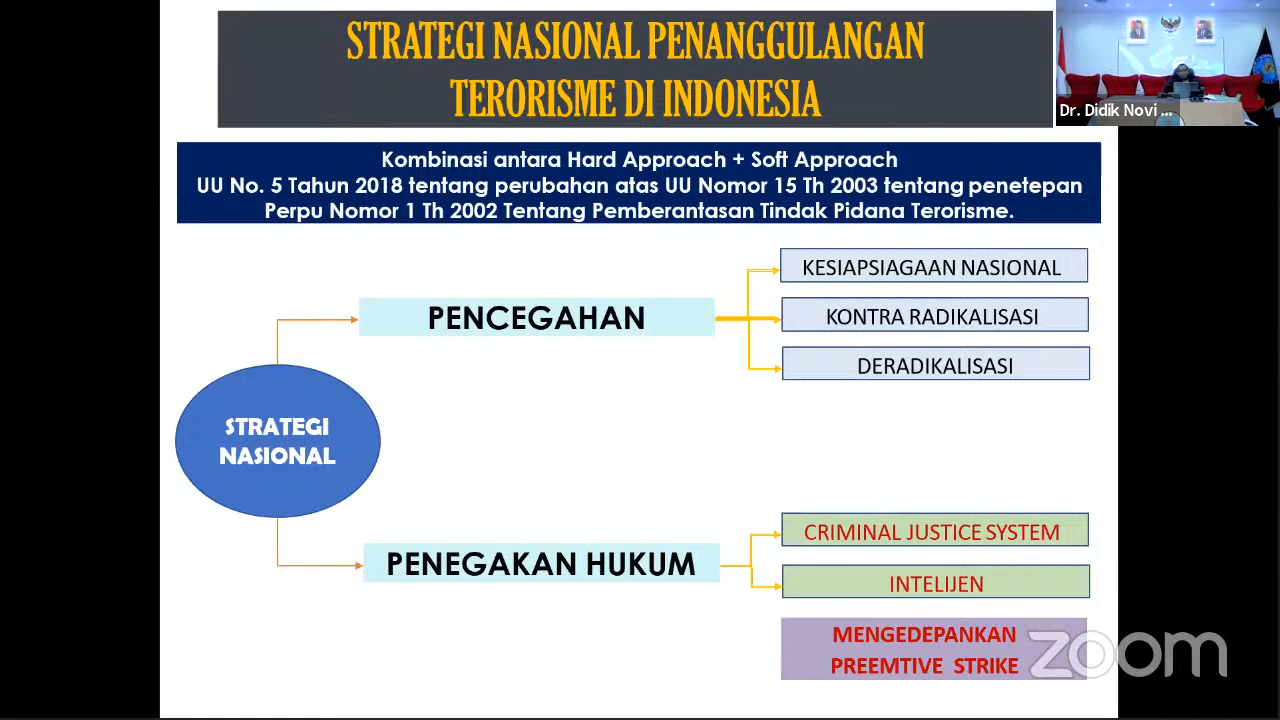 STRATEGI NASIONAL PENANGGULANGAN
TERORISME DI INDONESIA
Dr. Didik Novi ...
Kombinasi antara Hard Approach + Soft Approach
UU No. 5 Tahun 2018 tentang perubahan atas UU Nomor 15 Th 2003 tentang penetepan
Perpu Nomor 1 Th 2002 Tentang Pemberantasan Tindak Pidana Terorisme.
KESIAPSIAGAAN NASIONAL
PENCEGAHAN
KONTRA RADIKALISASI
DERADIKALISASI
STRATEGI
NASIONAL
CRIMINAL JUSTICE SYSTEM
PENEGAKAN HUKUM
INTELIJEN
MENGEDEPANKAN
PREEMTIVE STRIKE
zoom